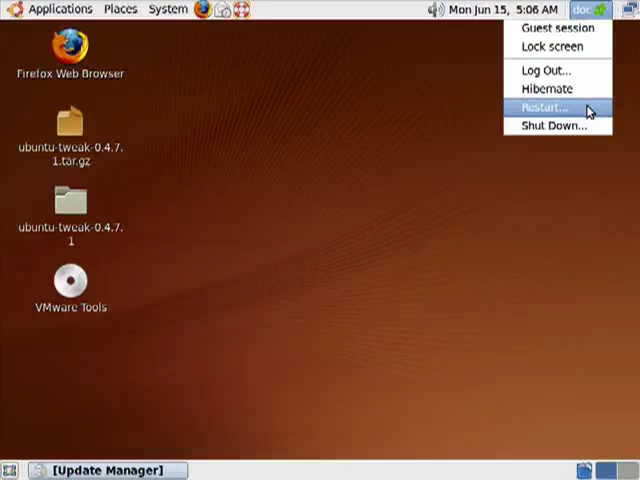 Applications Places System
Mon Jun 15, 5:06 AM
doc
Guest session
Lock screen
Log Out...
Hibernate
Restart...
Shut Down...
Firefox Web Browser
ubuntu-tweak-0.4.7.
1.tar.gz
ubuntu-tweak-0.4.7.
1
VMware Tools
[Update Manager]